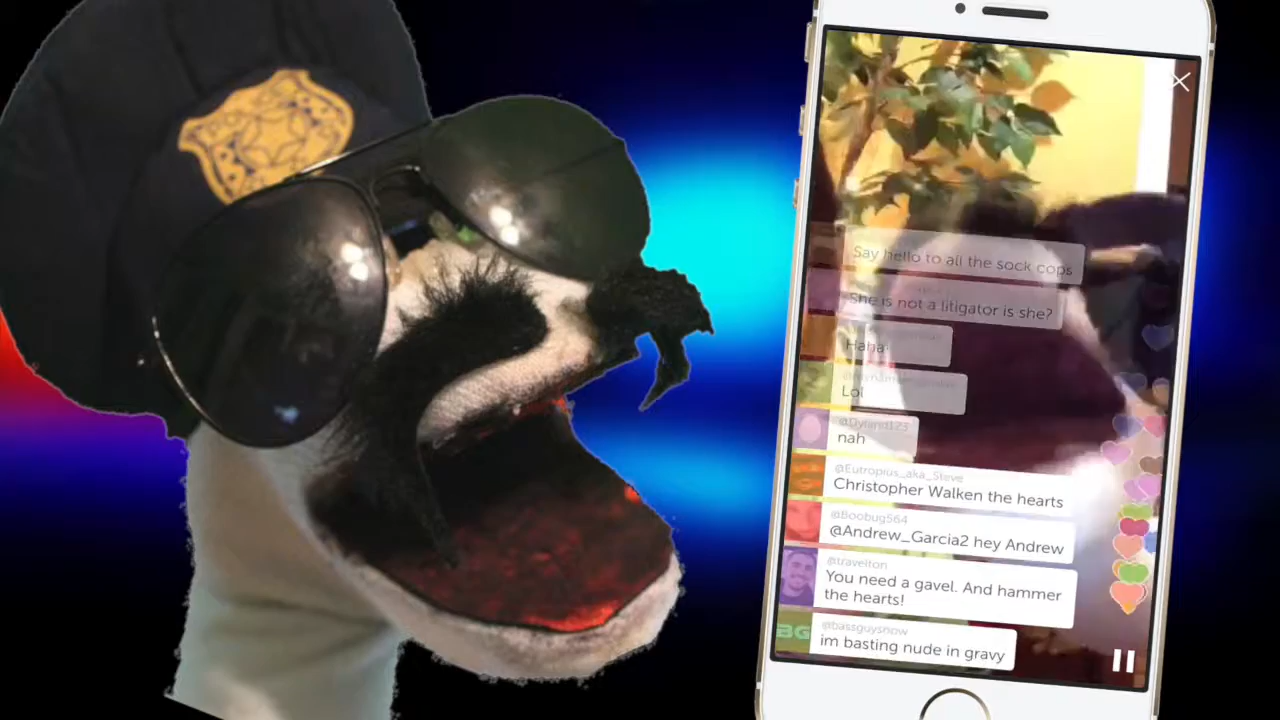 Say hello to all the sock cops
She is not a litigator is she?
Haha
Lol
@Dyland123
nah
@Eutropius_aka_Steve
Christopher Walken the hearts
@Boobug564
@Andrew_Garcia2 hey Andrew
@travelton
You need a gavel. And hammer
the hearts!
BG
@bassguysnow
im basting nude in gravy